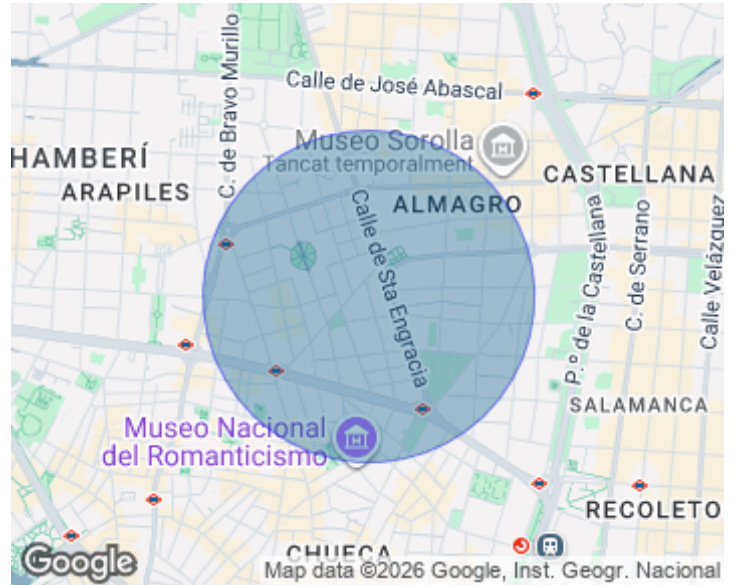 Calle de José Abascal
C. de Bravo Murillo
Museo Sorolla
Tancat temporalment
HAMBERÍ
ARAPILES
CASTELLANA
ALMAGRO
Calle de Sta Engracia
P.º de la Castellana
C. de Serrano
Calle Velázquez
SALAMANCA
Museo Nacional
del Romanticismo
RECOLETO
CHUECA
Google
Map data ©2026 Google, Inst. Geogr. Nacional